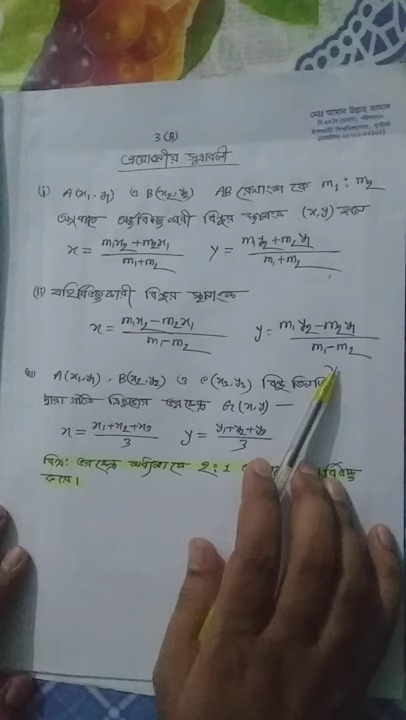 মোঃ আমান উল্লাহ আমান
3(B)
প্রয়োজনীয় সূত্রাবলী
(i) A(x₁, y₁) ও B(x₂, y₂) AB রেখাংশ কে m₁ : m₂
অনুপাতে অন্তর্বিভক্তকারী বিন্দুর স্থানাংক (x, y) হলে
x = (m₁x₂ + m₂x₁)/(m₁ + m₂) y = (m₁y₂ + m₂y₁)/(m₁ + m₂)
(ii) বহির্বিভক্তকারী বিন্দুর স্থানাংক
x = (m₁x₂ − m₂x₁)/(m₁ − m₂) y = (m₁y₂ − m₂y₁)/(m₁ − m₂)
A(x₁, y₁), B(x₂, y₂) ও C(x₃, y₃) বিন্দু
দ্বারা গঠিত ত্রিভুজের ভরকেন্দ্র G(x, y) —
x = (x₁ + x₂ + x₃)/3 y = (y₁ + y₂ + y₃)/3
বিঃদ্রঃ ভরকেন্দ্র মধ্যমাকে 2 : 1
করে।